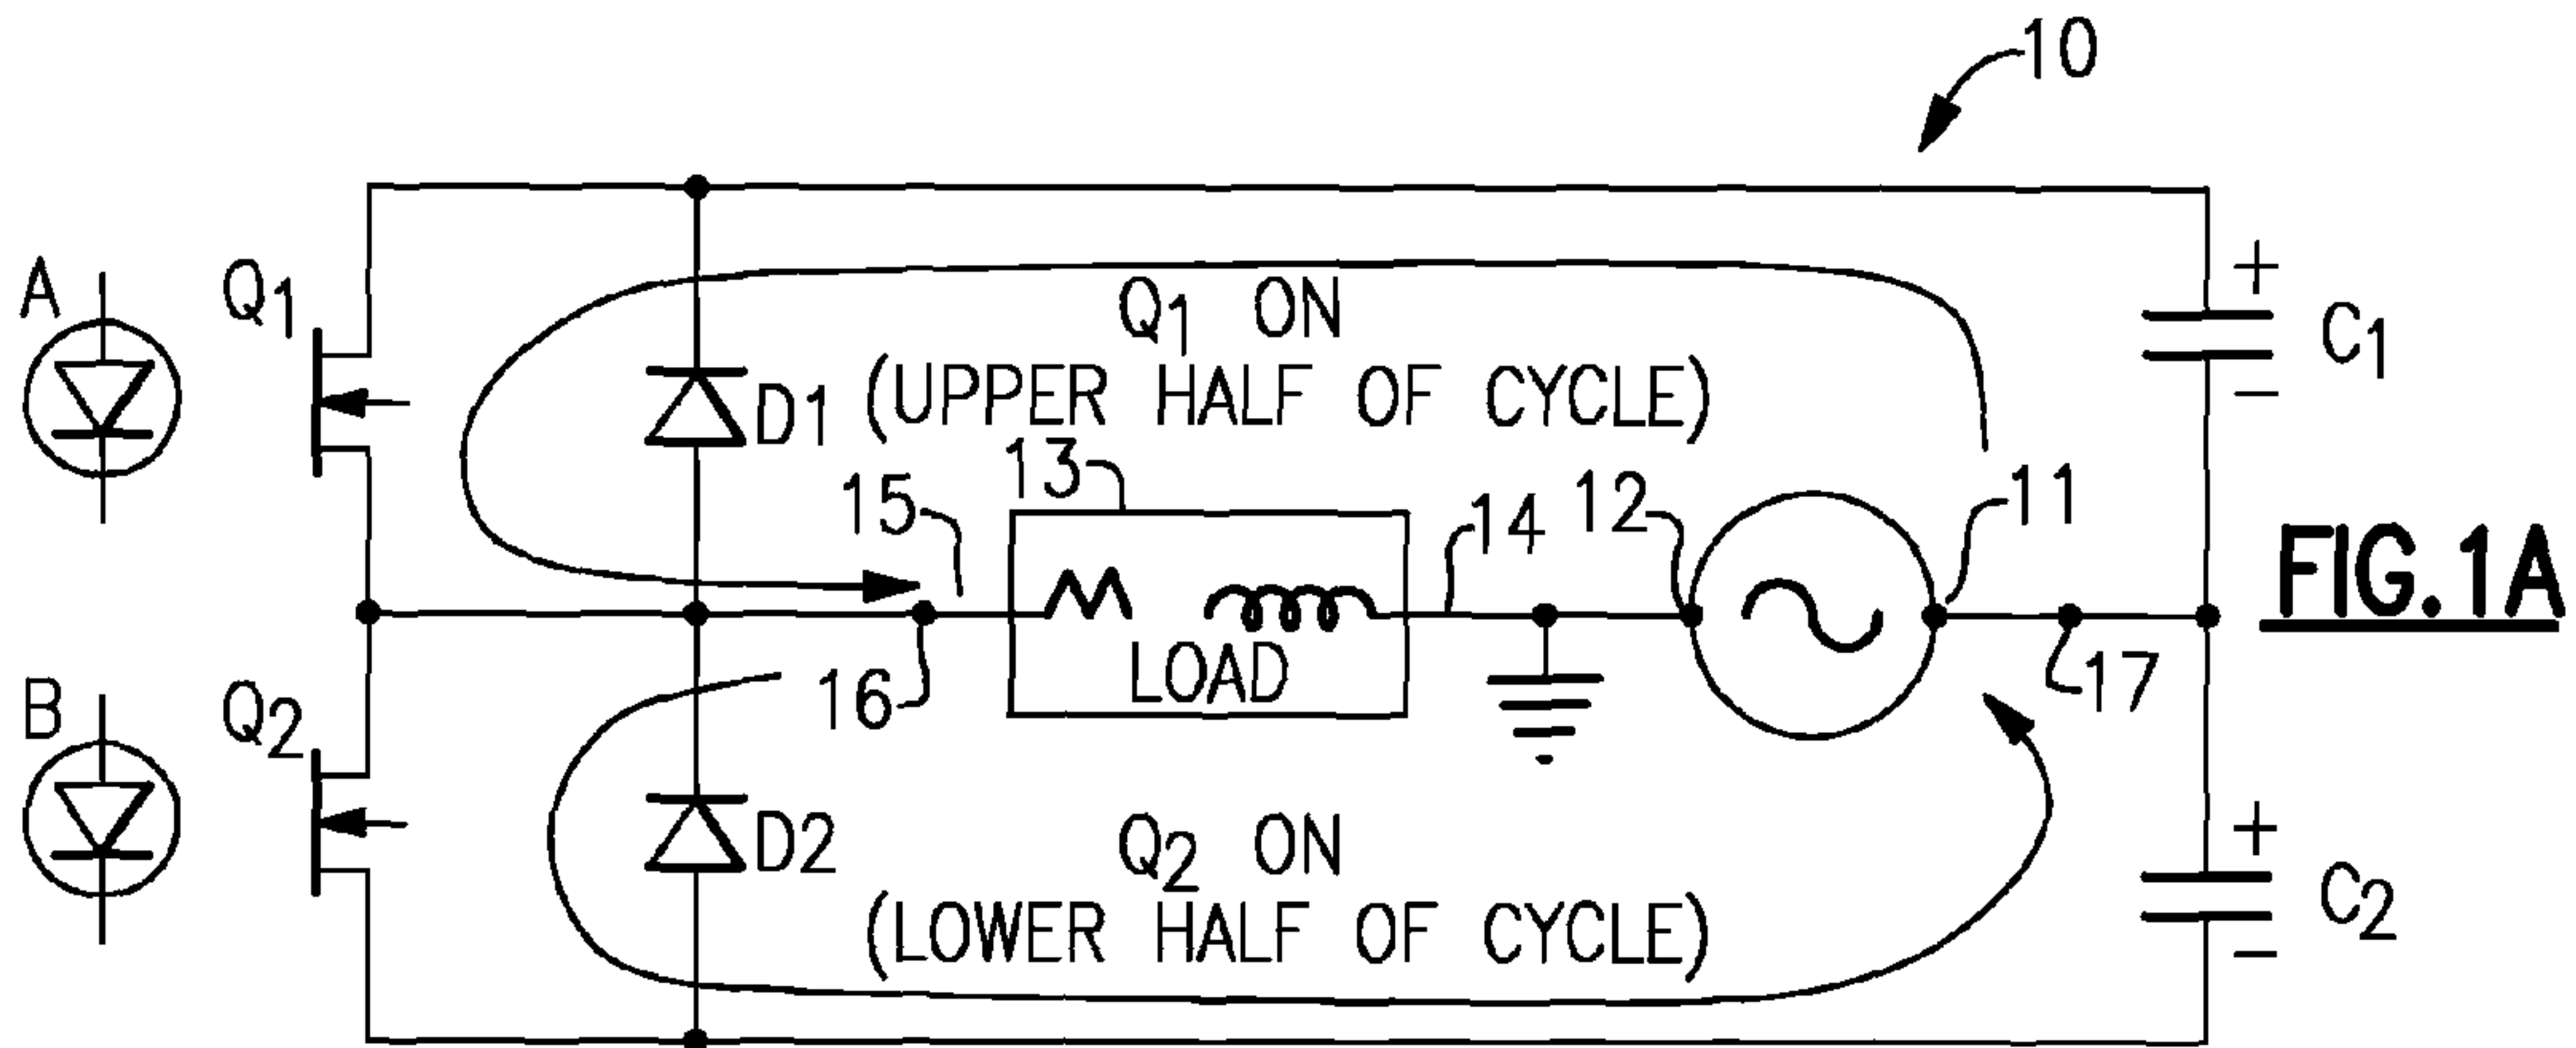 10
A
Q1
Q1 ON
(UPPER HALF OF CYCLE)
D1
+
C1
−
13
15
14
12
11
FIG.1A
LOAD
16
17
B
Q2
D2
Q2 ON
(LOWER HALF OF CYCLE)
+
C2
−